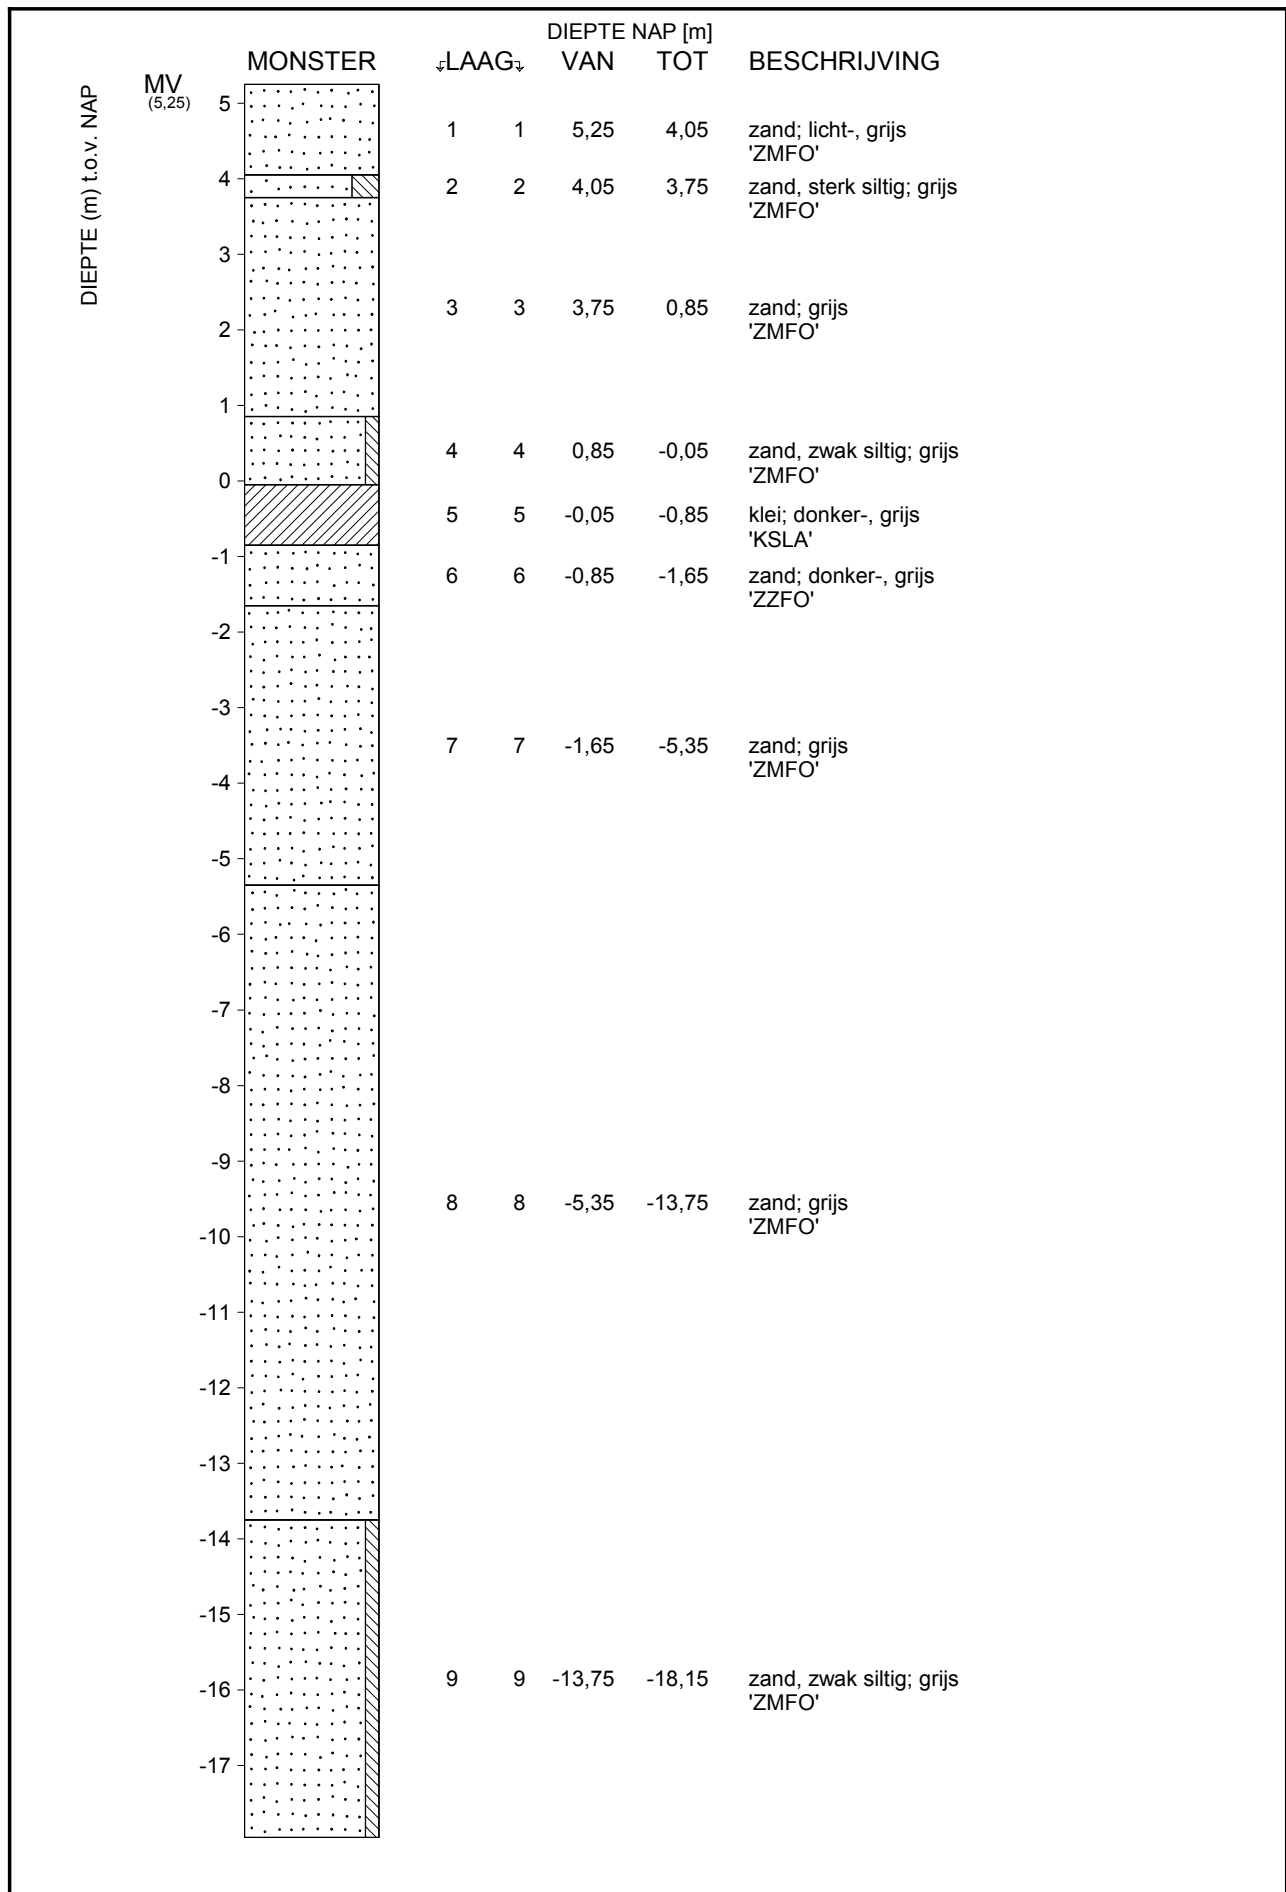 DIEPTE NAP [m]
MONSTER LAAG VAN TOT BESCHRIJVING
MV
(5,25)
DIEPTE (m) t.o.v. NAP
5
1 1 5,25 4,05 zand; licht-, grijs
'ZMFO'
4
2 2 4,05 3,75 zand, sterk siltig; grijs
'ZMFO'
3
3 3 3,75 0,85 zand; grijs
'ZMFO'
2
1
4 4 0,85 -0,05 zand, zwak siltig; grijs
'ZMFO'
0
5 5 -0,05 -0,85 klei; donker-, grijs
'KSLA'
-1
6 6 -0,85 -1,65 zand; donker-, grijs
'ZZFO'
-2
-3
7 7 -1,65 -5,35 zand; grijs
'ZMFO'
-4
-5
-6
-7
-8
-9
8 8 -5,35 -13,75 zand; grijs
'ZMFO'
-10
-11
-12
-13
-14
-15
9 9 -13,75 -18,15 zand, zwak siltig; grijs
'ZMFO'
-16
-17